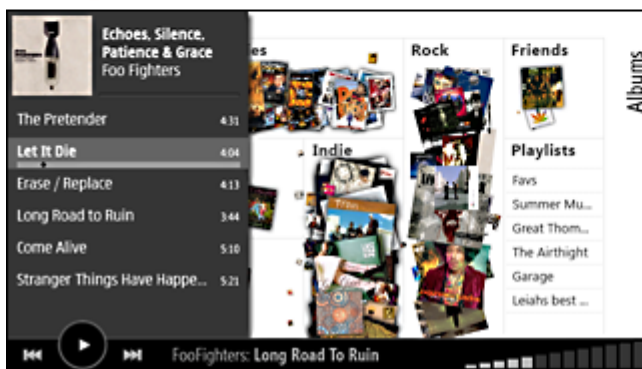 Echoes, Silence,
Patience & Grace
Foo Fighters
The Pretender 4:31
Let It Die 4:04
Erase / Replace 4:13
Long Road to Ruin 3:44
Come Alive 5:10
Stranger Things Have Happe... 5:21
es
Indie
Rock
Friends
Playlists
Favs
Summer Mu...
Great Thom...
The Airthight
Garage
Leiahs best ...
Albums
FooFighters: Long Road To Ruin